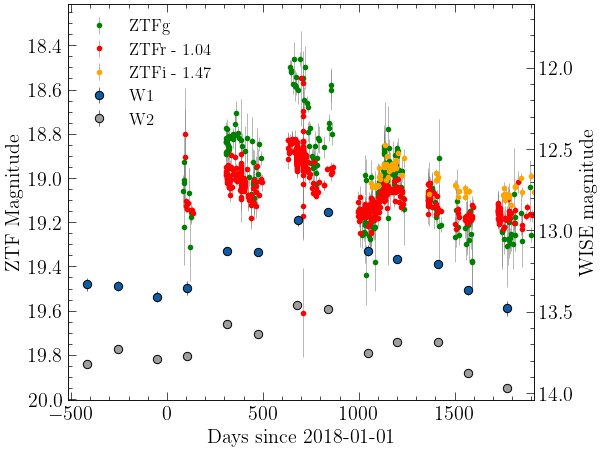 ZTFg
ZTFr - 1.04
ZTFi - 1.47
W1
W2
18.4
18.6
18.8
19.0
19.2
19.4
19.6
19.8
20.0
ZTF Magnitude
12.0
12.5
13.0
13.5
14.0
WISE magnitude
−500
0
500
1000
1500
Days since 2018-01-01